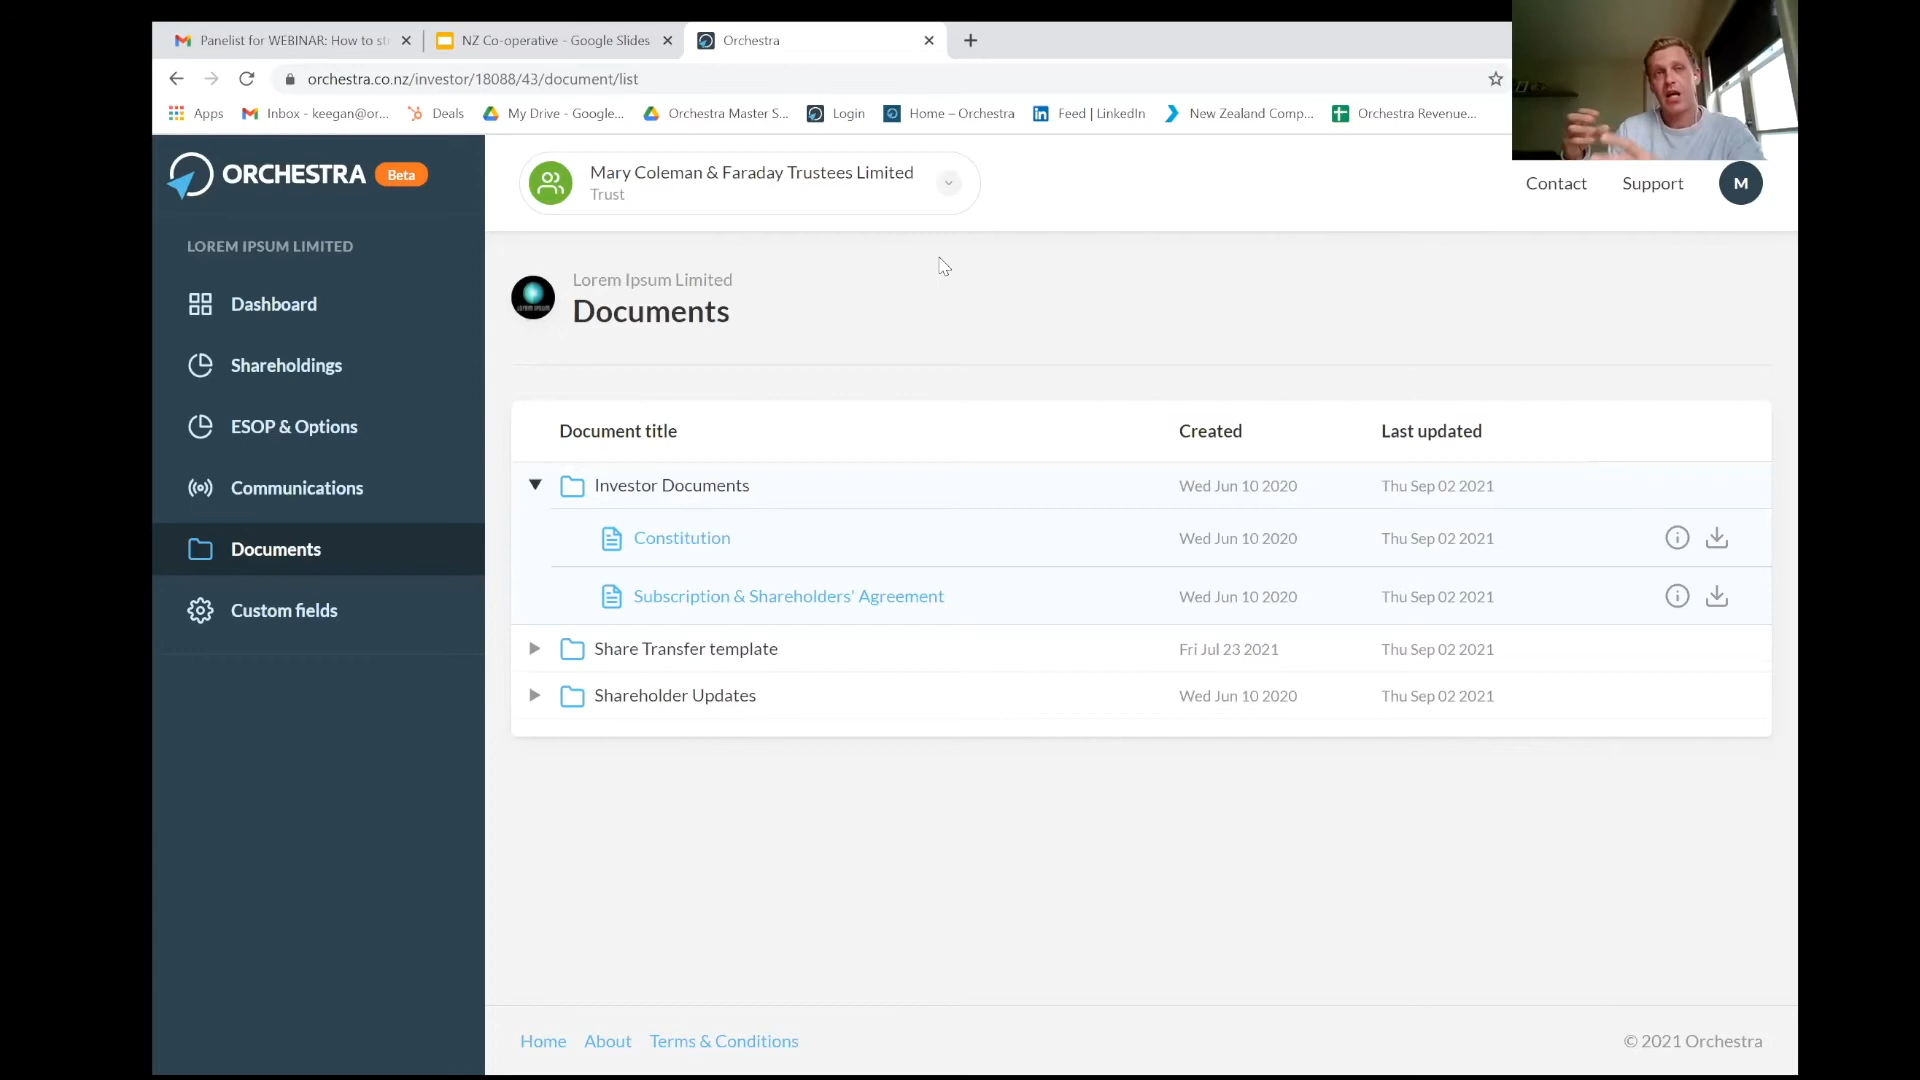 Panelist for WEBINAR: How to st
NZ Co-operative - Google Slides
Orchestra
orchestra.co.nz/investor/18088/43/document/list
Apps
Inbox - keegan@or...
Deals
My Drive - Google...
Orchestra Master S...
Login
Home – Orchestra
Feed | LinkedIn
New Zealand Comp...
Orchestra Revenue...
ORCHESTRA
Beta
Mary Coleman & Faraday Trustees Limited
Trust
Contact
Support
M
LOREM IPSUM LIMITED
Dashboard
Shareholdings
ESOP & Options
Communications
Documents
Custom fields
Lorem Ipsum Limited
Documents
Document title Created Last updated
Investor Documents Wed Jun 10 2020 Thu Sep 02 2021
Constitution Wed Jun 10 2020 Thu Sep 02 2021
Subscription & Shareholders' Agreement Wed Jun 10 2020 Thu Sep 02 2021
Share Transfer template Fri Jul 23 2021 Thu Sep 02 2021
Shareholder Updates Wed Jun 10 2020 Thu Sep 02 2021
Home About Terms & Conditions
© 2021 Orchestra